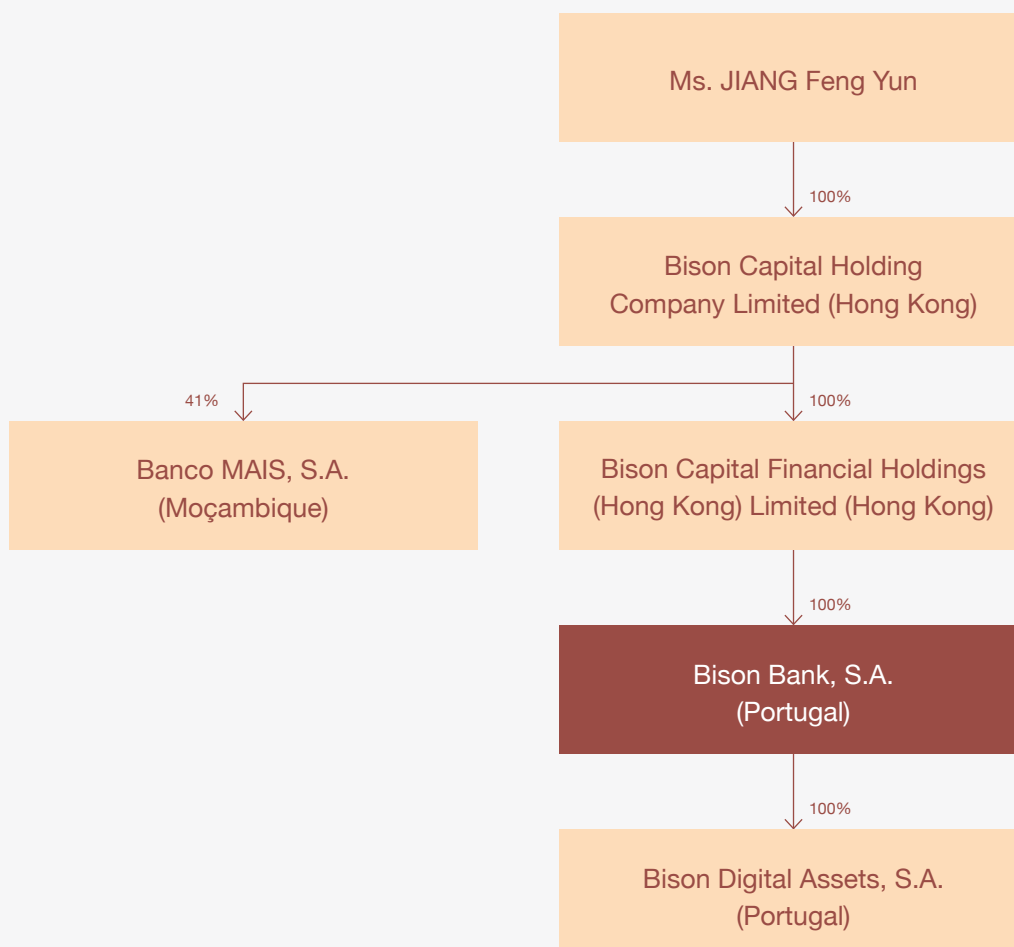 Ms. JIANG Feng Yun
100%
Bison Capital Holding
Company Limited (Hong Kong)
41%
100%
Banco MAIS, S.A.
(Moçambique)
Bison Capital Financial Holdings
(Hong Kong) Limited (Hong Kong)
100%
Bison Bank, S.A.
(Portugal)
100%
Bison Digital Assets, S.A.
(Portugal)